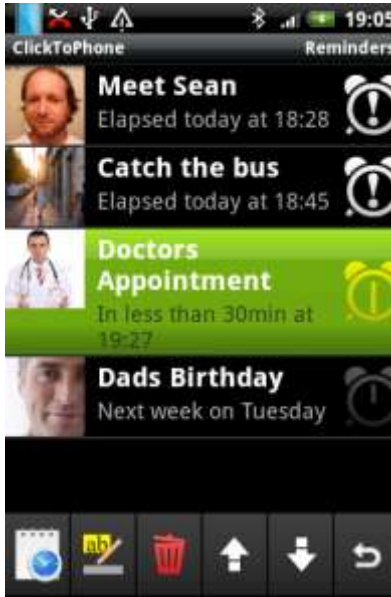 19:05
ClickToPhone Reminders
Meet Sean
Elapsed today at 18:28
Catch the bus
Elapsed today at 18:45
Doctors
Appointment
In less than 30min at
19:27
Dads Birthday
Next week on Tuesday
ab